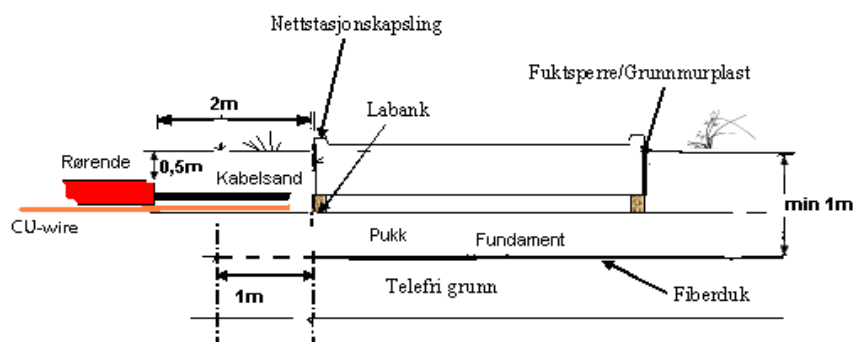 Nettstasjonskapsling
Fuktsperre/Grunnmurplast
2m
Labank
Rørende
0,5m
Kabelsand
min 1m
CU-wire
Pukk
Fundament
1m
Telefri grunn
Fiberduk